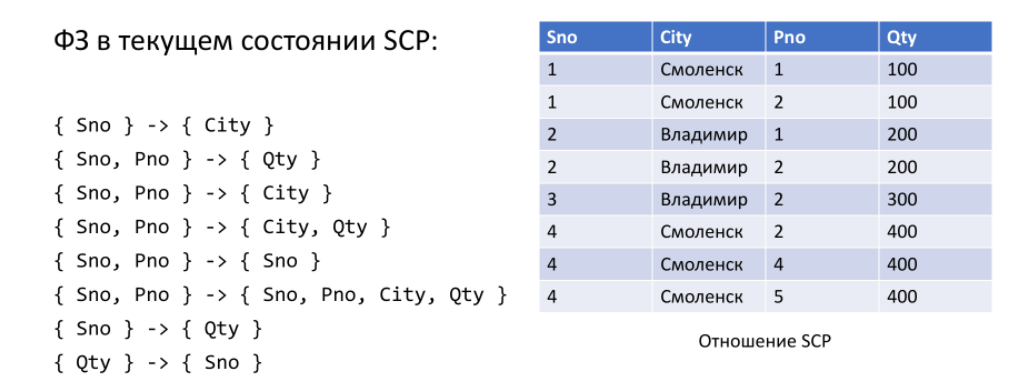 ФЗ в текущем состоянии SCP:
{ Sno } -> { City }
{ Sno, Pno } -> { Qty }
{ Sno, Pno } -> { City }
{ Sno, Pno } -> { City, Qty }
{ Sno, Pno } -> { Sno }
{ Sno, Pno } -> { Sno, Pno, City, Qty }
{ Sno } -> { Qty }
{ Qty } -> { Sno }
Sno City Pno Qty
1 Смоленск 1 100
1 Смоленск 2 100
2 Владимир 1 200
2 Владимир 2 200
3 Владимир 2 300
4 Смоленск 2 400
4 Смоленск 4 400
4 Смоленск 5 400
Отношение SCP